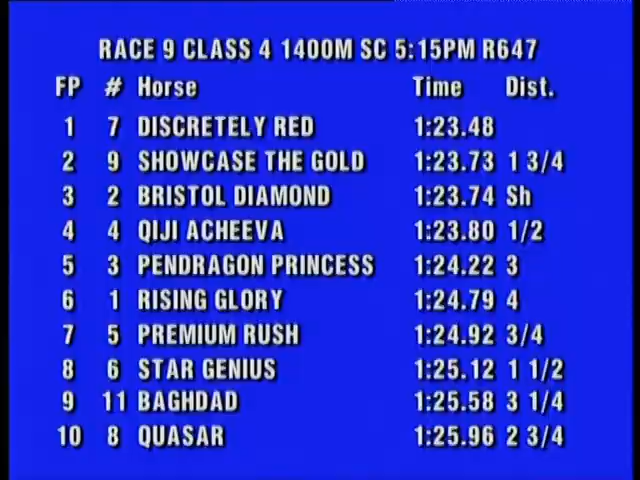 RACE 9 CLASS 4 1400M SC 5:15PM R647
FP # Horse Time Dist.
1 7 DISCRETELY RED 1:23.48
2 9 SHOWCASE THE GOLD 1:23.73 1 3/4
3 2 BRISTOL DIAMOND 1:23.74 Sh
4 4 QIJI ACHEEVA 1:23.80 1/2
5 3 PENDRAGON PRINCESS 1:24.22 3
6 1 RISING GLORY 1:24.79 4
7 5 PREMIUM RUSH 1:24.92 3/4
8 6 STAR GENIUS 1:25.12 1 1/2
9 11 BAGHDAD 1:25.58 3 1/4
10 8 QUASAR 1:25.96 2 3/4